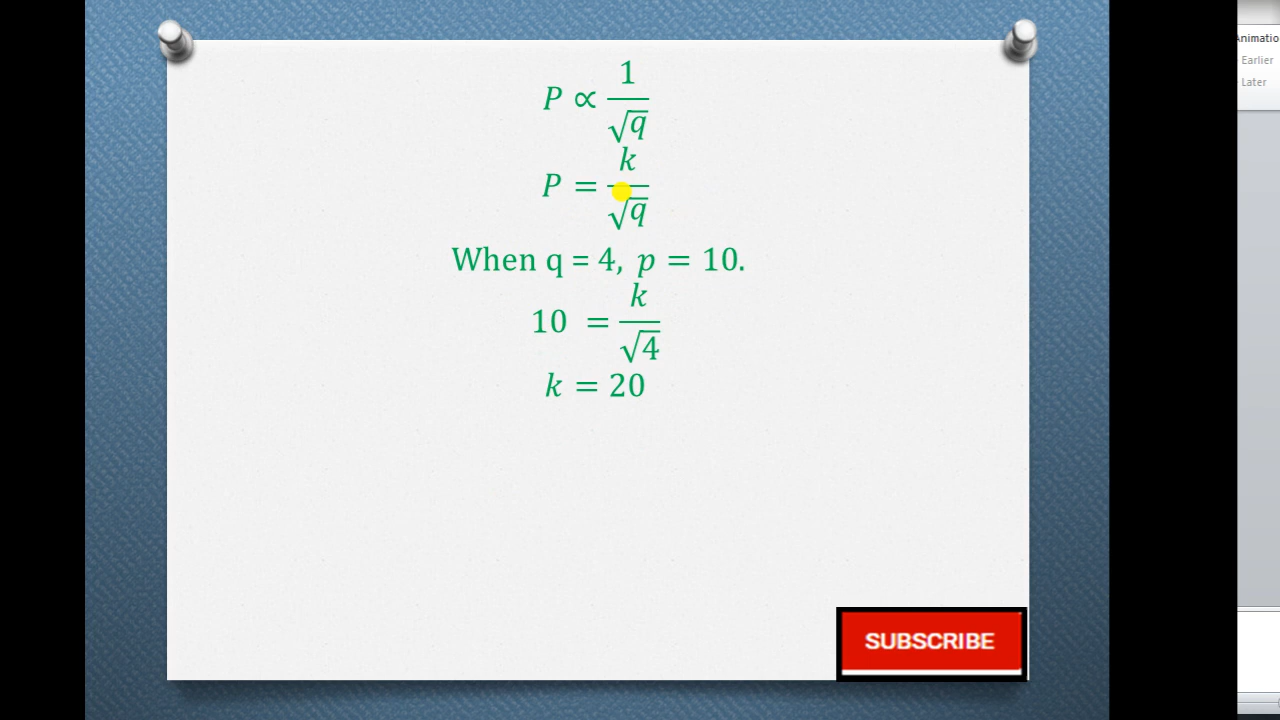 P ∝ 1/√q
P = k/√q
When q = 4, p = 10.
10 = k/√4
k = 20
SUBSCRIBE
Animatio
Earlier
Later